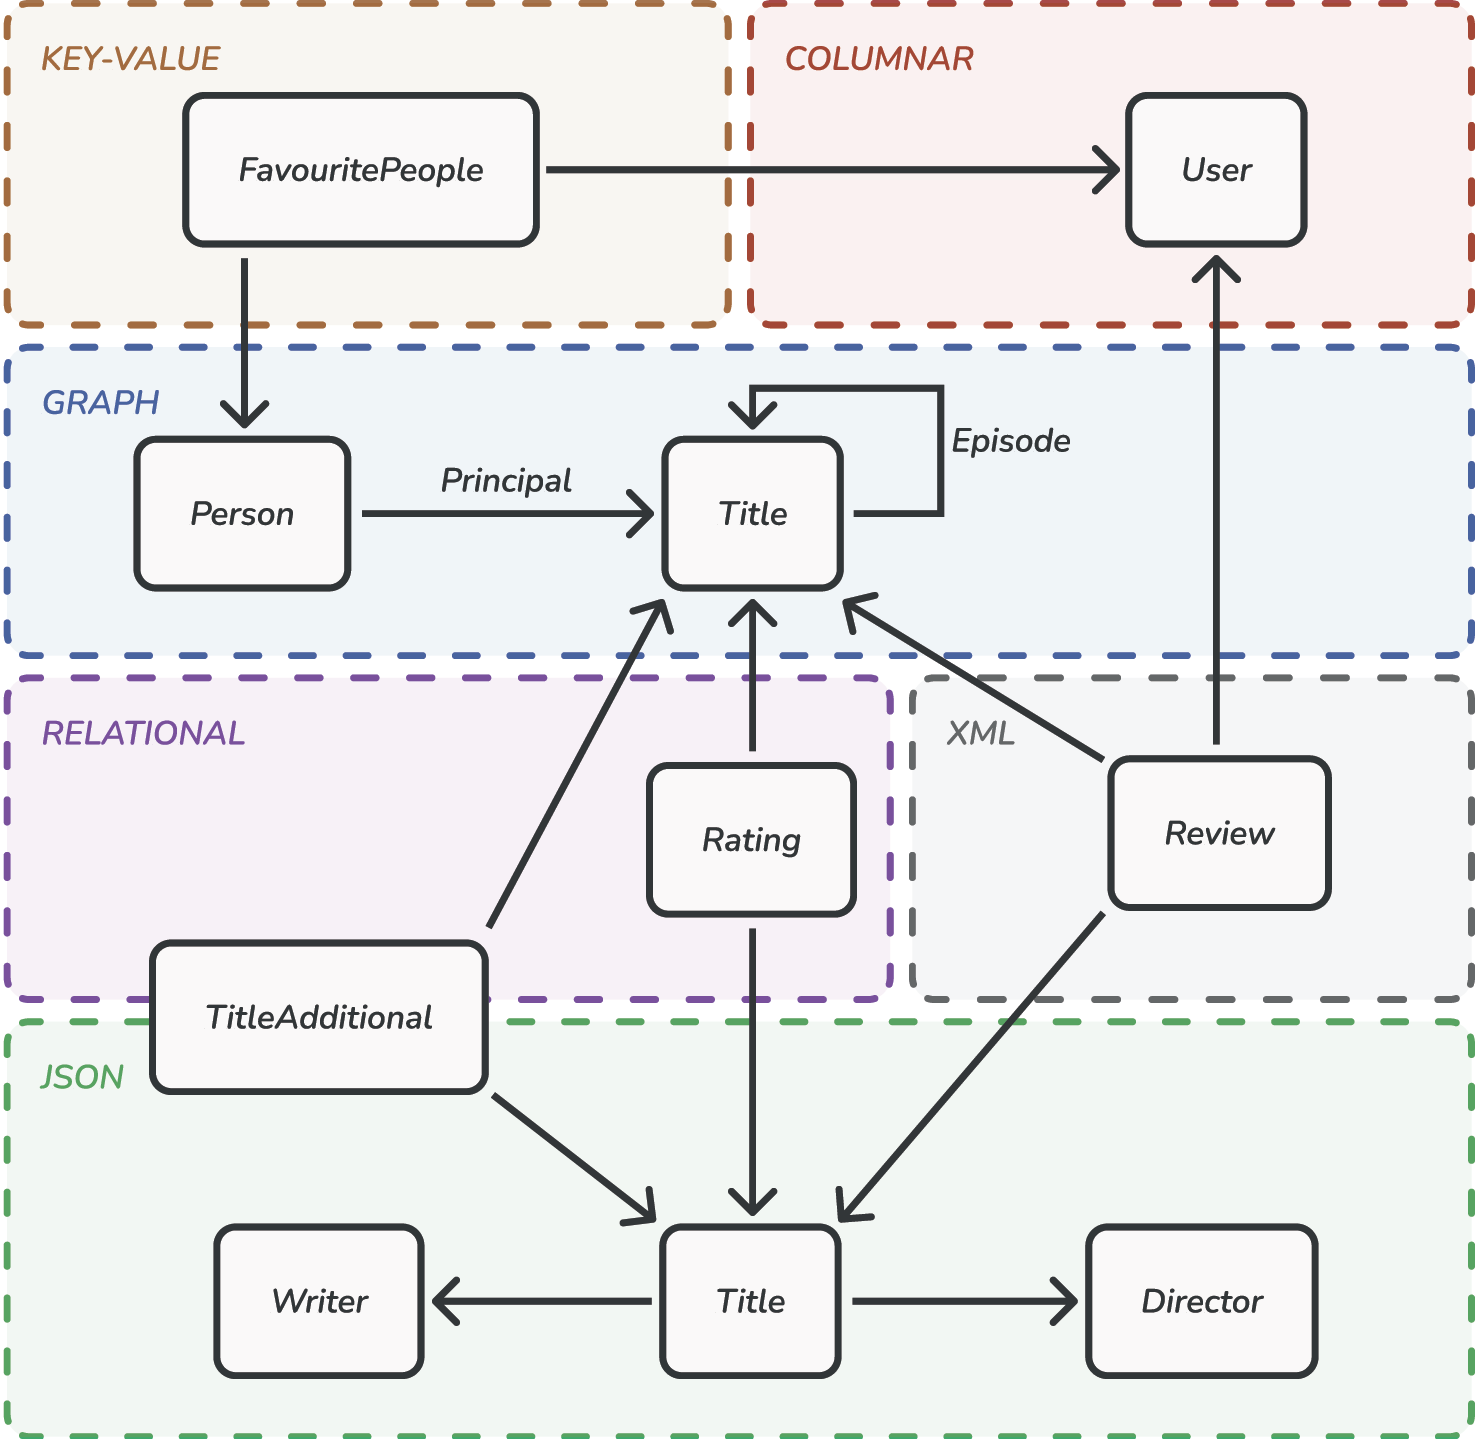 KEY-VALUE
COLUMNAR
FavouritePeople
User
GRAPH
Episode
Principal
Person
Title
RELATIONAL
XML
Rating
Review
TitleAdditional
JSON
Writer
Title
Director